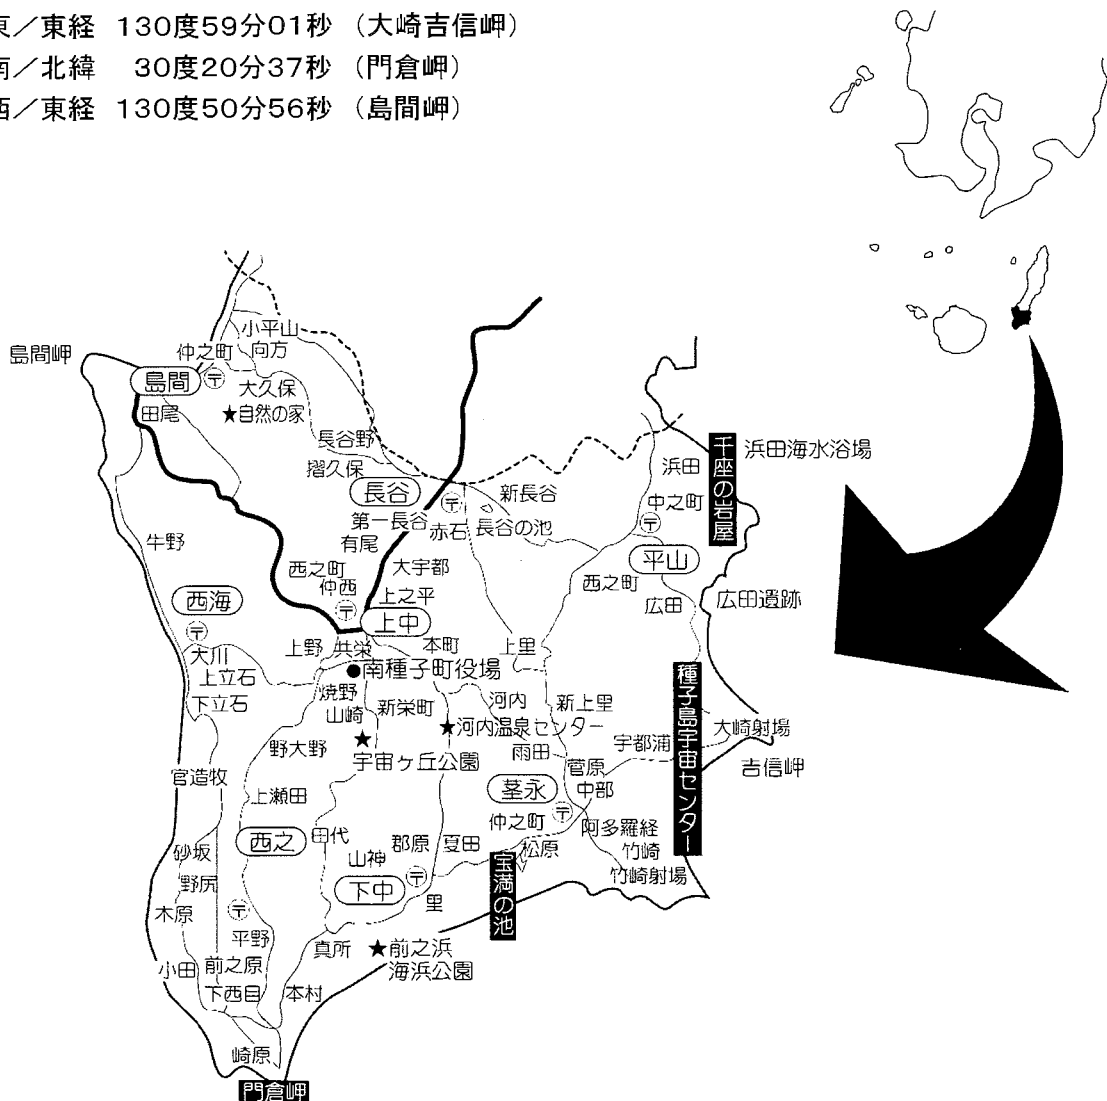 東／東経 130度59分01秒 （大崎吉信岬）
南／北緯 30度20分37秒 （門倉岬）
西／東経 130度50分56秒 （島間岬）
島間岬
小平山
仲之町
向方
島間
〒
大久保
田尾
★自然の家
長谷野
摺久保
長谷
〒
新長谷
第一長谷
赤石
長谷の池
有尾
浜田
千座の岩屋
浜田海水浴場
中之町
〒
平山
西之町
広田
広田遺跡
牛野
西之町
仲西
〒
大宇都
上之平
上中
西海
〒
大川
上立石
下立石
上野
共栄
本町
上里
●南種子町役場
焼野
山崎
新栄町
河内
新上里
★河内温泉センター
★
宇宙ヶ丘公園
野大野
雨田
宇都浦
種子島宇宙センター
大崎射場
吉信岬
官造牧
上瀬田
菅原
中部
茎永
〒
仲之町
阿多羅経
竹崎
竹崎射場
西之
田代
郡原
夏田
松原
宝満の池
山神
〒
下中
里
砂坂
野尻
〒
木原
平野
真所
★前之浜
海浜公園
小田
前之原
下西目
本村
崎原
門倉岬